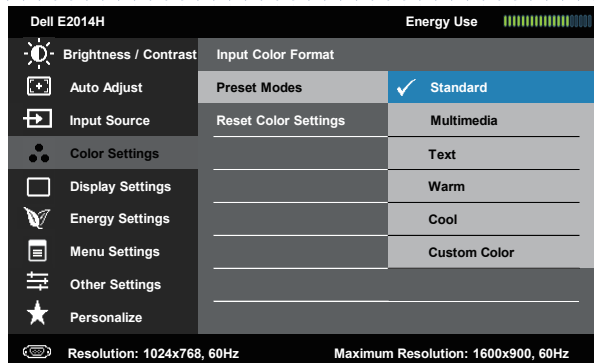 Dell E2014H Energy Use
Brightness / Contrast Input Color Format
Auto Adjust Preset Modes Standard
Input Source Reset Color Settings Multimedia
Color Settings Text
Display Settings Warm
Energy Settings Cool
Menu Settings Custom Color
Other Settings
Personalize
Resolution: 1024x768, 60Hz Maximum Resolution: 1600x900, 60Hz